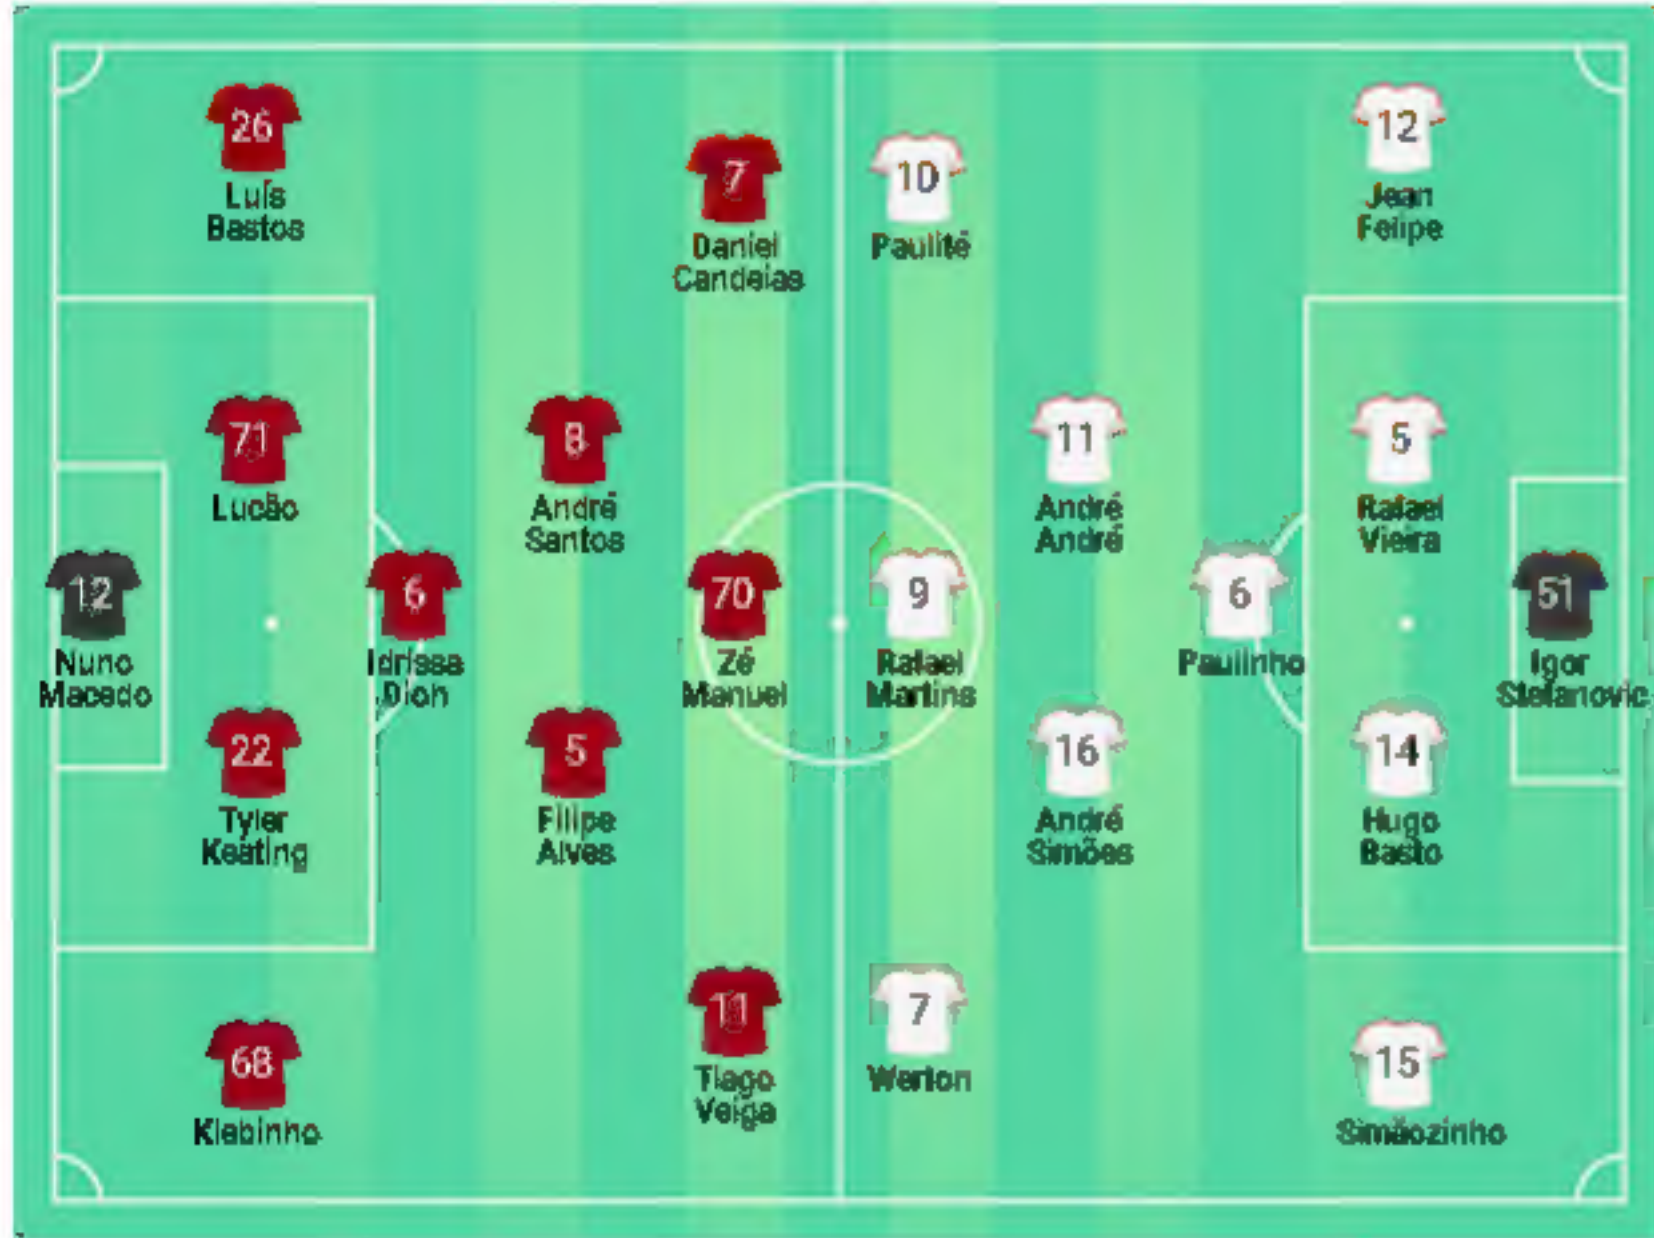 26
Luís
Bastos
7
Daniel
Candeias
10
Paulité
12
Jean
Felipe
71
Lucão
8
André
Santos
11
André
André
5
Rafael
Vieira
12
Nuno
Macedo
6
Idrissa
Dioh
70
Zé
Manuel
9
Rafael
Martins
6
Paulinho
51
Igor
Stefanovic
22
Tyler
Keating
5
Filipe
Alves
16
André
Simões
14
Hugo
Basto
68
Klebinho
11
Tiago
Veiga
7
Werton
15
Simãozinho